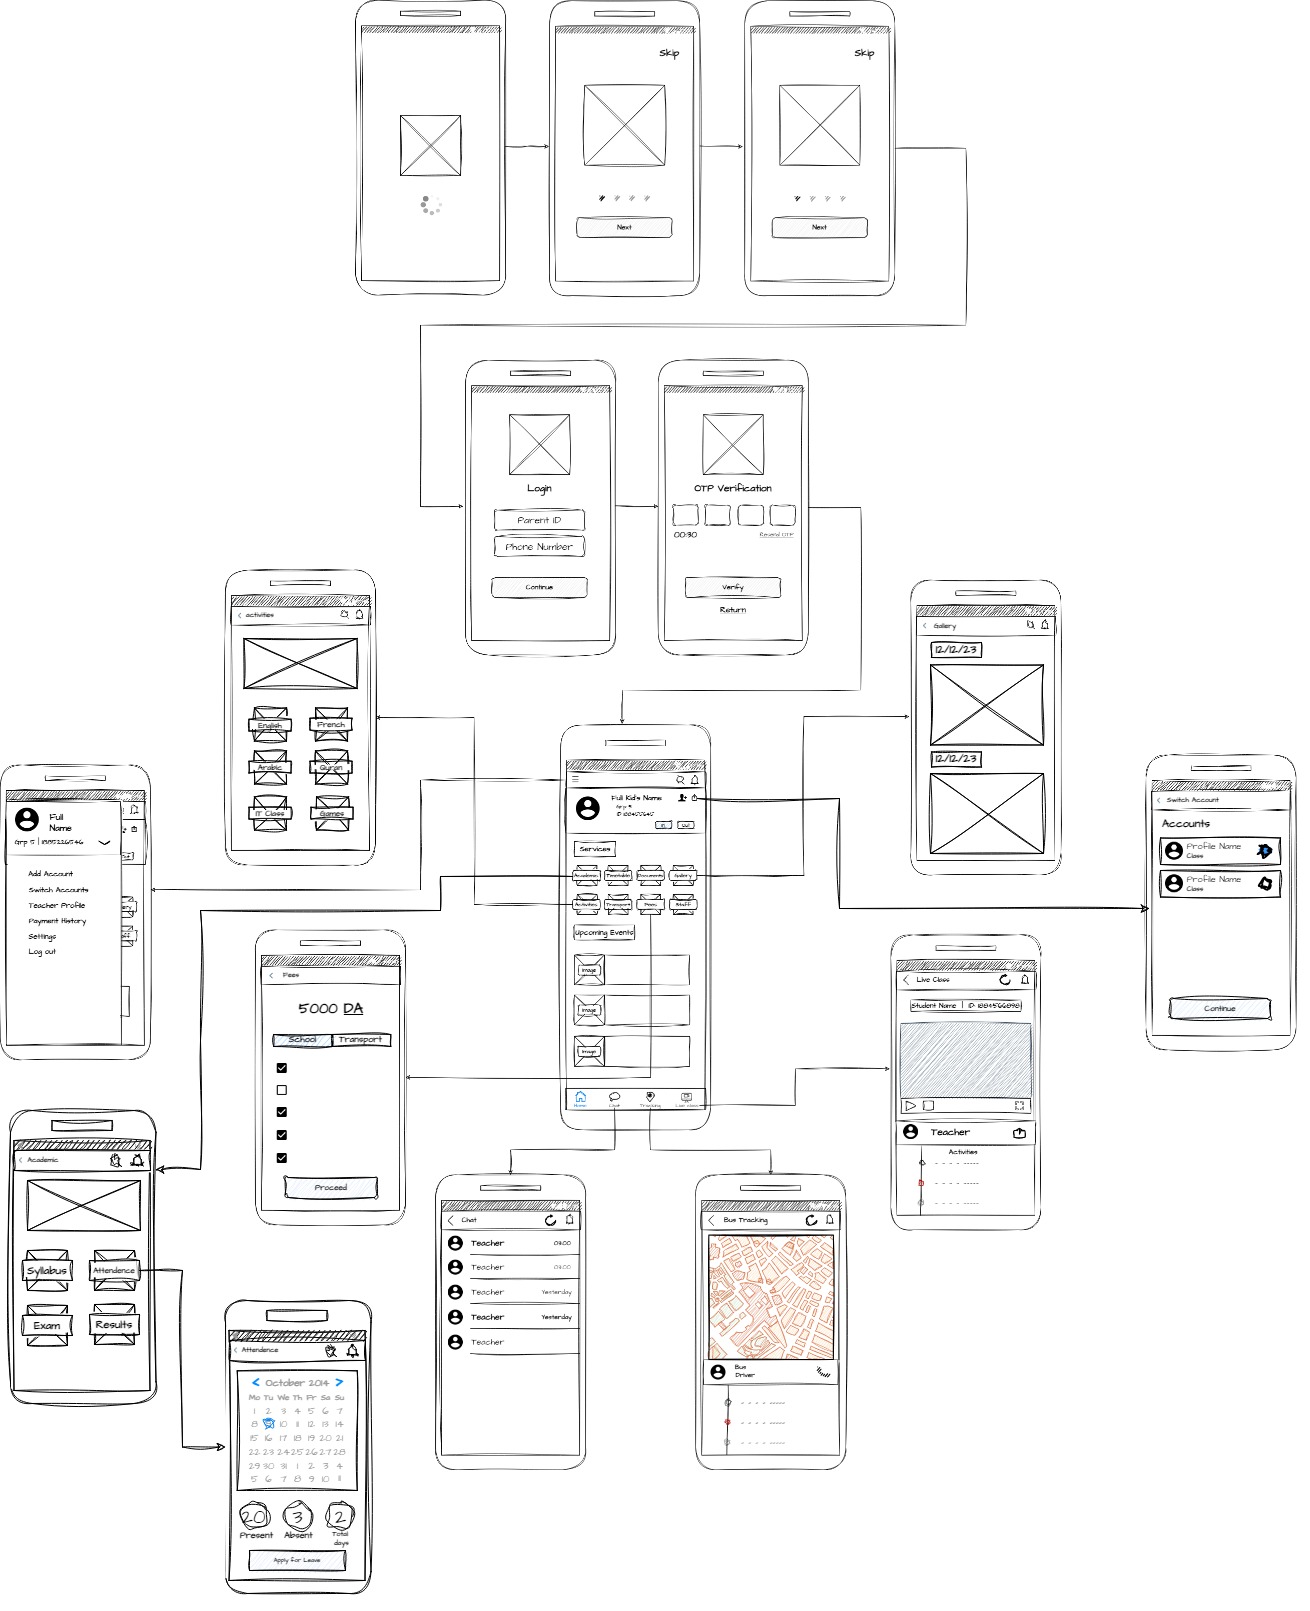 Skip
Skip
Next
Next
Login
Parent ID
Phone Number
Continue
OTP Verification
00:30
Resend OTP
Verify
Return
activities
English
French
Arabic
Quran
IT Class
Games
Gallery
12/12/23
12/12/23
Full
Name
Grp 5 | 1885226546
Add Account
Switch Accounts
Teacher Profile
Payment History
Settings
Log out
Full Kid's Name
Grp 5
In
Out
Services
Academic
Timetable
Documents
Gallery
Activities
Transport
Fees
Staff
Upcoming Events
Image
Image
Image
Home
Chat
Tracking
Live class
Switch Account
Accounts
Profile Name
Class
Profile Name
Class
Continue
Fees
5000 DA
School
Transport
Proceed
Live Class
Student Name | ID: 1884566898
Teacher
Activities
Academic
Syllabus
Attendence
Exam
Results
Chat
Teacher 09:00
Teacher 09:00
Teacher Yesterday
Teacher Yesterday
Teacher
Bus Tracking
Bus
Driver
Attendence
< October 2014 >
Mo Tu We Th Fr Sa Su
1 2 3 4 5 6 7
8 9 10 11 12 13 14
15 16 17 18 19 20 21
22 23 24 25 26 27 28
29 30 31 1 2 3 4
5 6 7 8 9 10 11
20 3 2
Present Absent Total
days
Apply for Leave